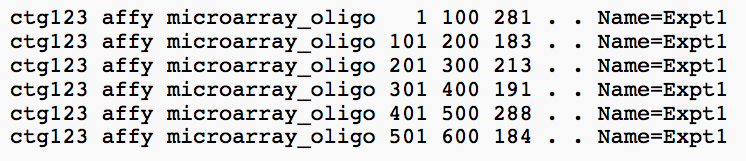 ctg123 affy microarray_oligo   1 100 281 . . Name=Expt1
ctg123 affy microarray_oligo 101 200 183 . . Name=Expt1
ctg123 affy microarray_oligo 201 300 213 . . Name=Expt1
ctg123 affy microarray_oligo 301 400 191 . . Name=Expt1
ctg123 affy microarray_oligo 401 500 288 . . Name=Expt1
ctg123 affy microarray_oligo 501 600 184 . . Name=Expt1